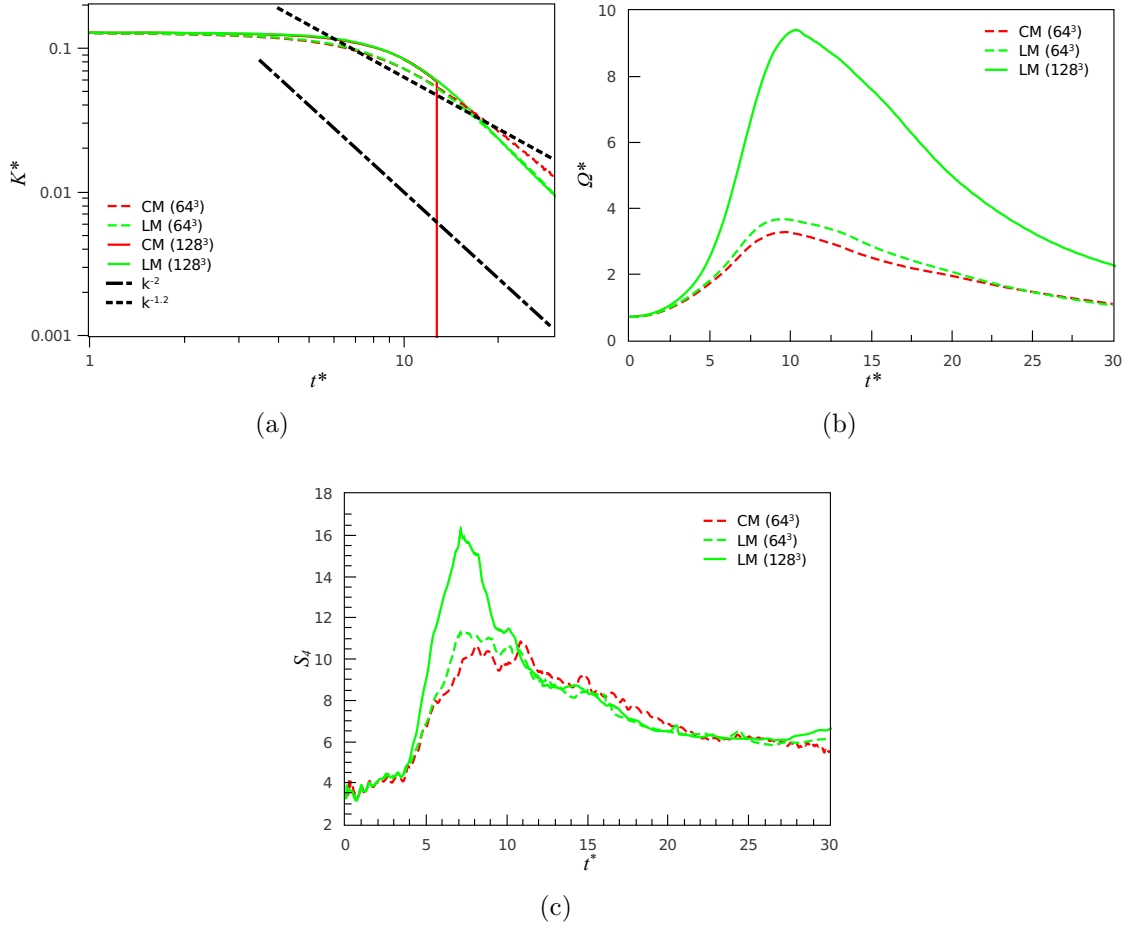 0.1
0.01
0.001
K*
CM (64³)
LM (64³)
CM (128³)
LM (128³)
k⁻²
k⁻¹·²
1
10
t*
(a)
10
8
6
4
2
0
Ω*
CM (64³)
LM (64³)
LM (128³)
0 5 10 15 20 25 30
t*
(b)
18
16
14
12
10
8
6
4
2
S₄
CM (64³)
LM (64³)
LM (128³)
0 5 10 15 20 25 30
t*
(c)